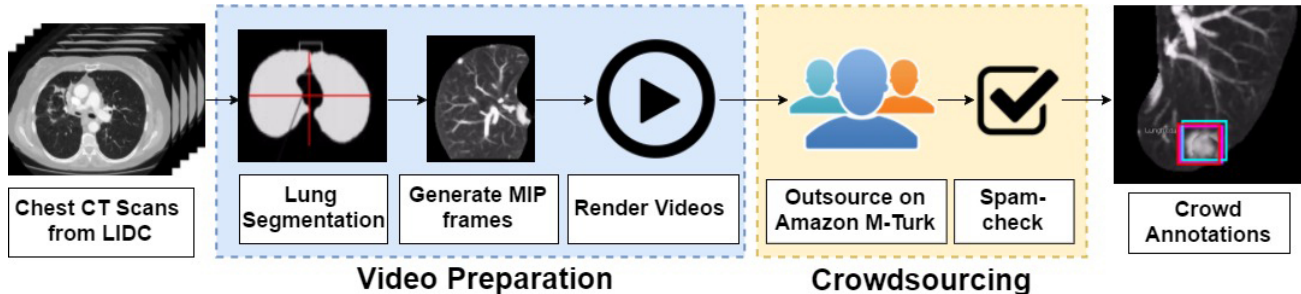 Chest CT Scans
from LIDC
Lung
Segmentation
Generate MIP
frames
Render Videos
Video Preparation
Outsource on
Amazon M-Turk
Spam-
check
Crowdsourcing
Crowd
Annotations